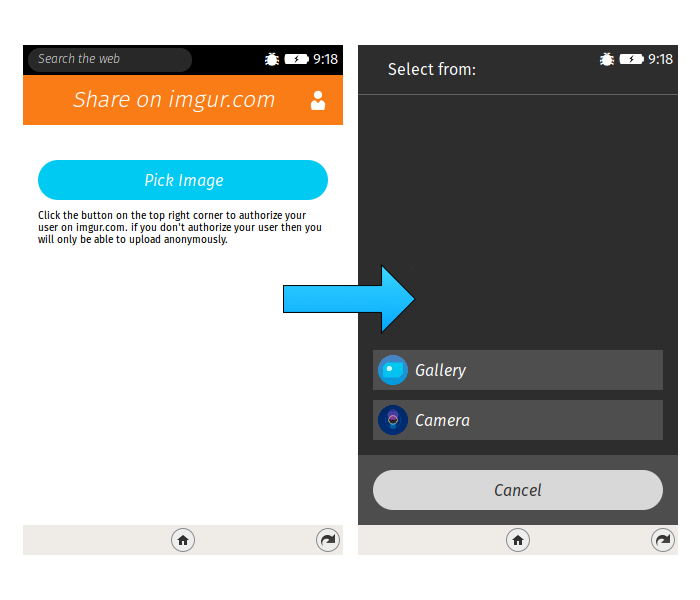 Search the web
9:18
Share on imgur.com
Pick Image
Click the button on the top right corner to authorize your
user on imgur.com. if you don't authorize your user then you
will only be able to upload anonymously.
9:18
Select from:
Gallery
Camera
Cancel